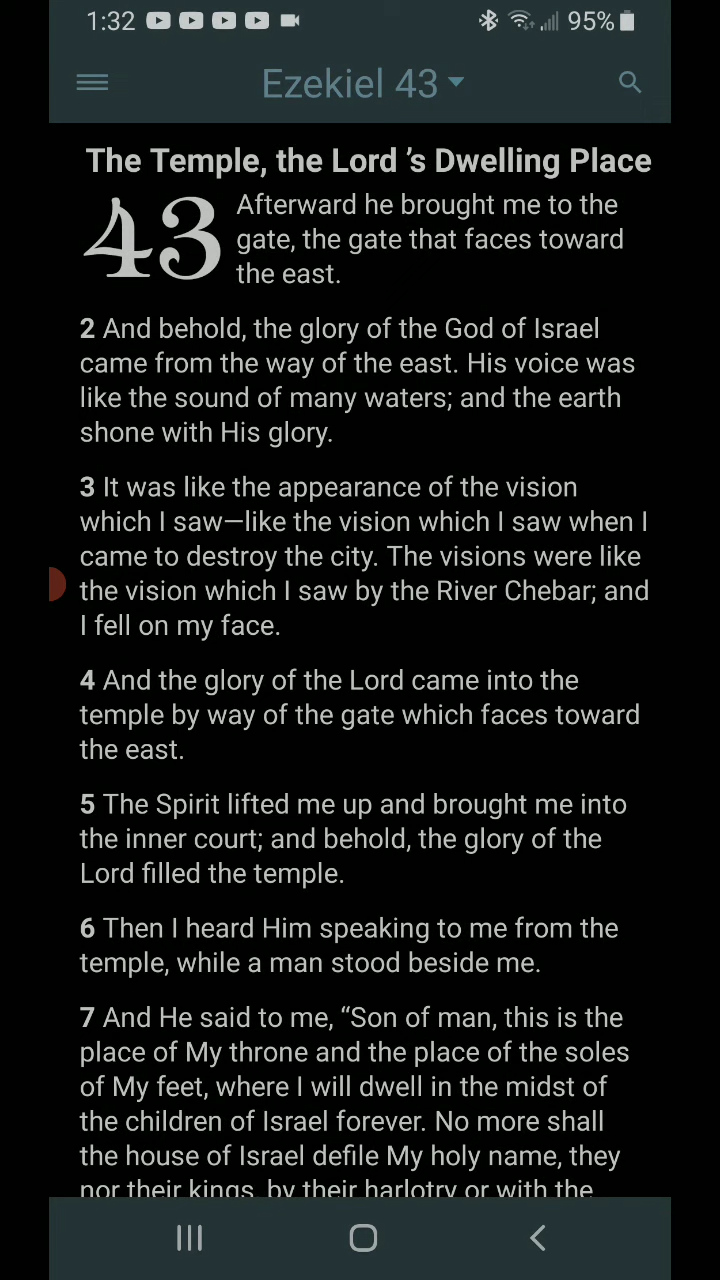 1:32 95%
Ezekiel 43
The Temple, the Lord 's Dwelling Place
43 Afterward he brought me to the
gate, the gate that faces toward
the east.
2 And behold, the glory of the God of Israel
came from the way of the east. His voice was
like the sound of many waters; and the earth
shone with His glory.
3 It was like the appearance of the vision
which I saw—like the vision which I saw when I
came to destroy the city. The visions were like
the vision which I saw by the River Chebar; and
I fell on my face.
4 And the glory of the Lord came into the
temple by way of the gate which faces toward
the east.
5 The Spirit lifted me up and brought me into
the inner court; and behold, the glory of the
Lord filled the temple.
6 Then I heard Him speaking to me from the
temple, while a man stood beside me.
7 And He said to me, “Son of man, this is the
place of My throne and the place of the soles
of My feet, where I will dwell in the midst of
the children of Israel forever. No more shall
the house of Israel defile My holy name, they
nor their kings, by their harlotry or with the